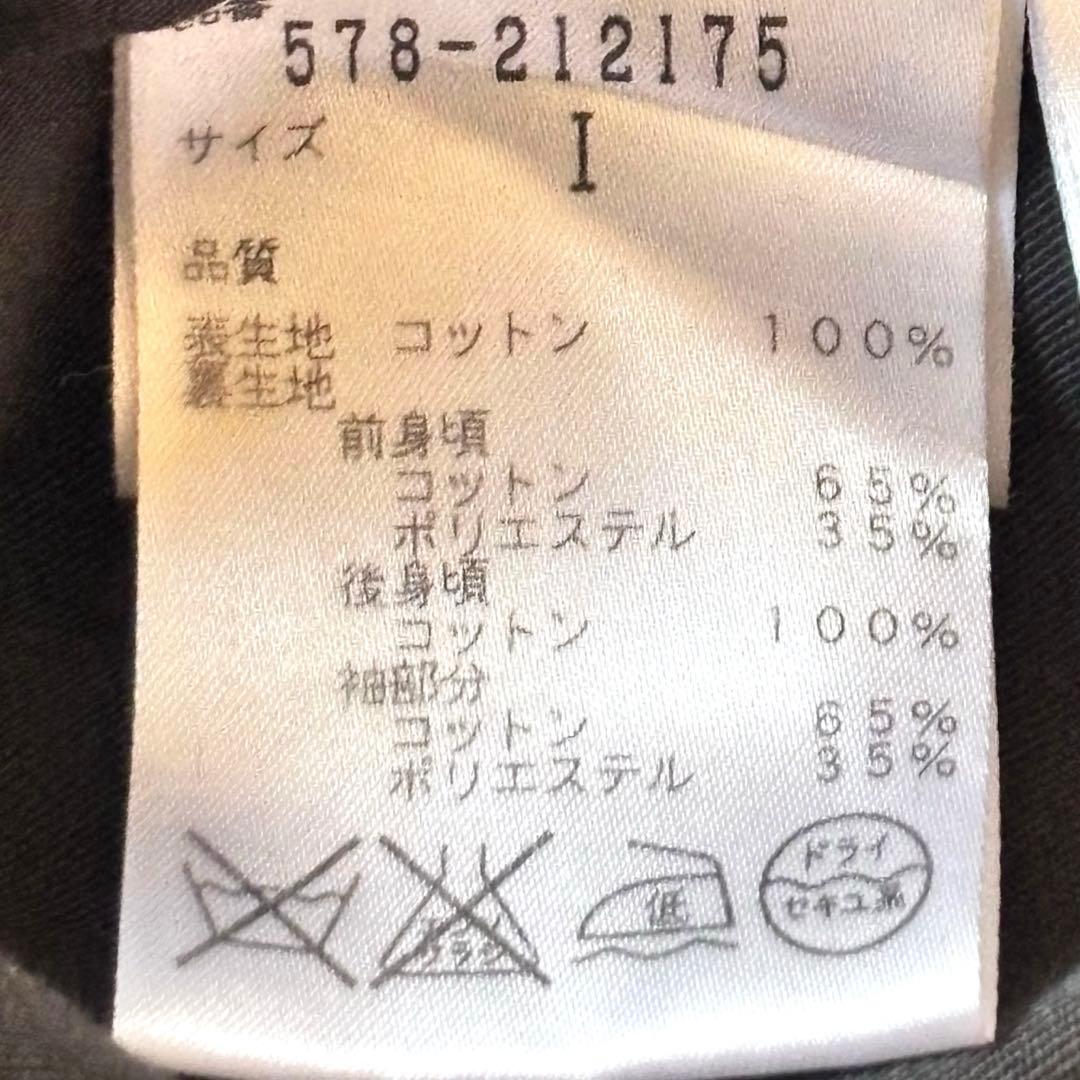 品番
578-212175
サイズ I
品質
表生地 コットン 100%
裏生地
前身頃
コットン 65%
ポリエステル 35%
後身頃
コットン 100%
袖部分
コットン 65%
ポリエステル 35%
低
ドライ
セキユ系